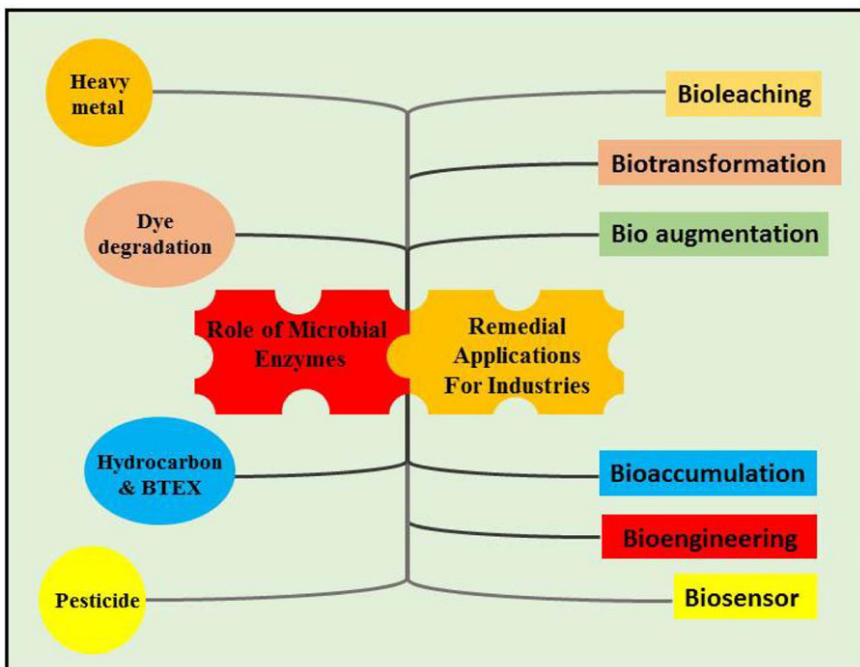 Heavy
metal
Bioleaching
Biotransformation
Dye
degradation
Bio augmentation
Role of Microbial
Enzymes
Remedial
Applications
For Industries
Hydrocarbon
& BTEX
Bioaccumulation
Bioengineering
Pesticide
Biosensor